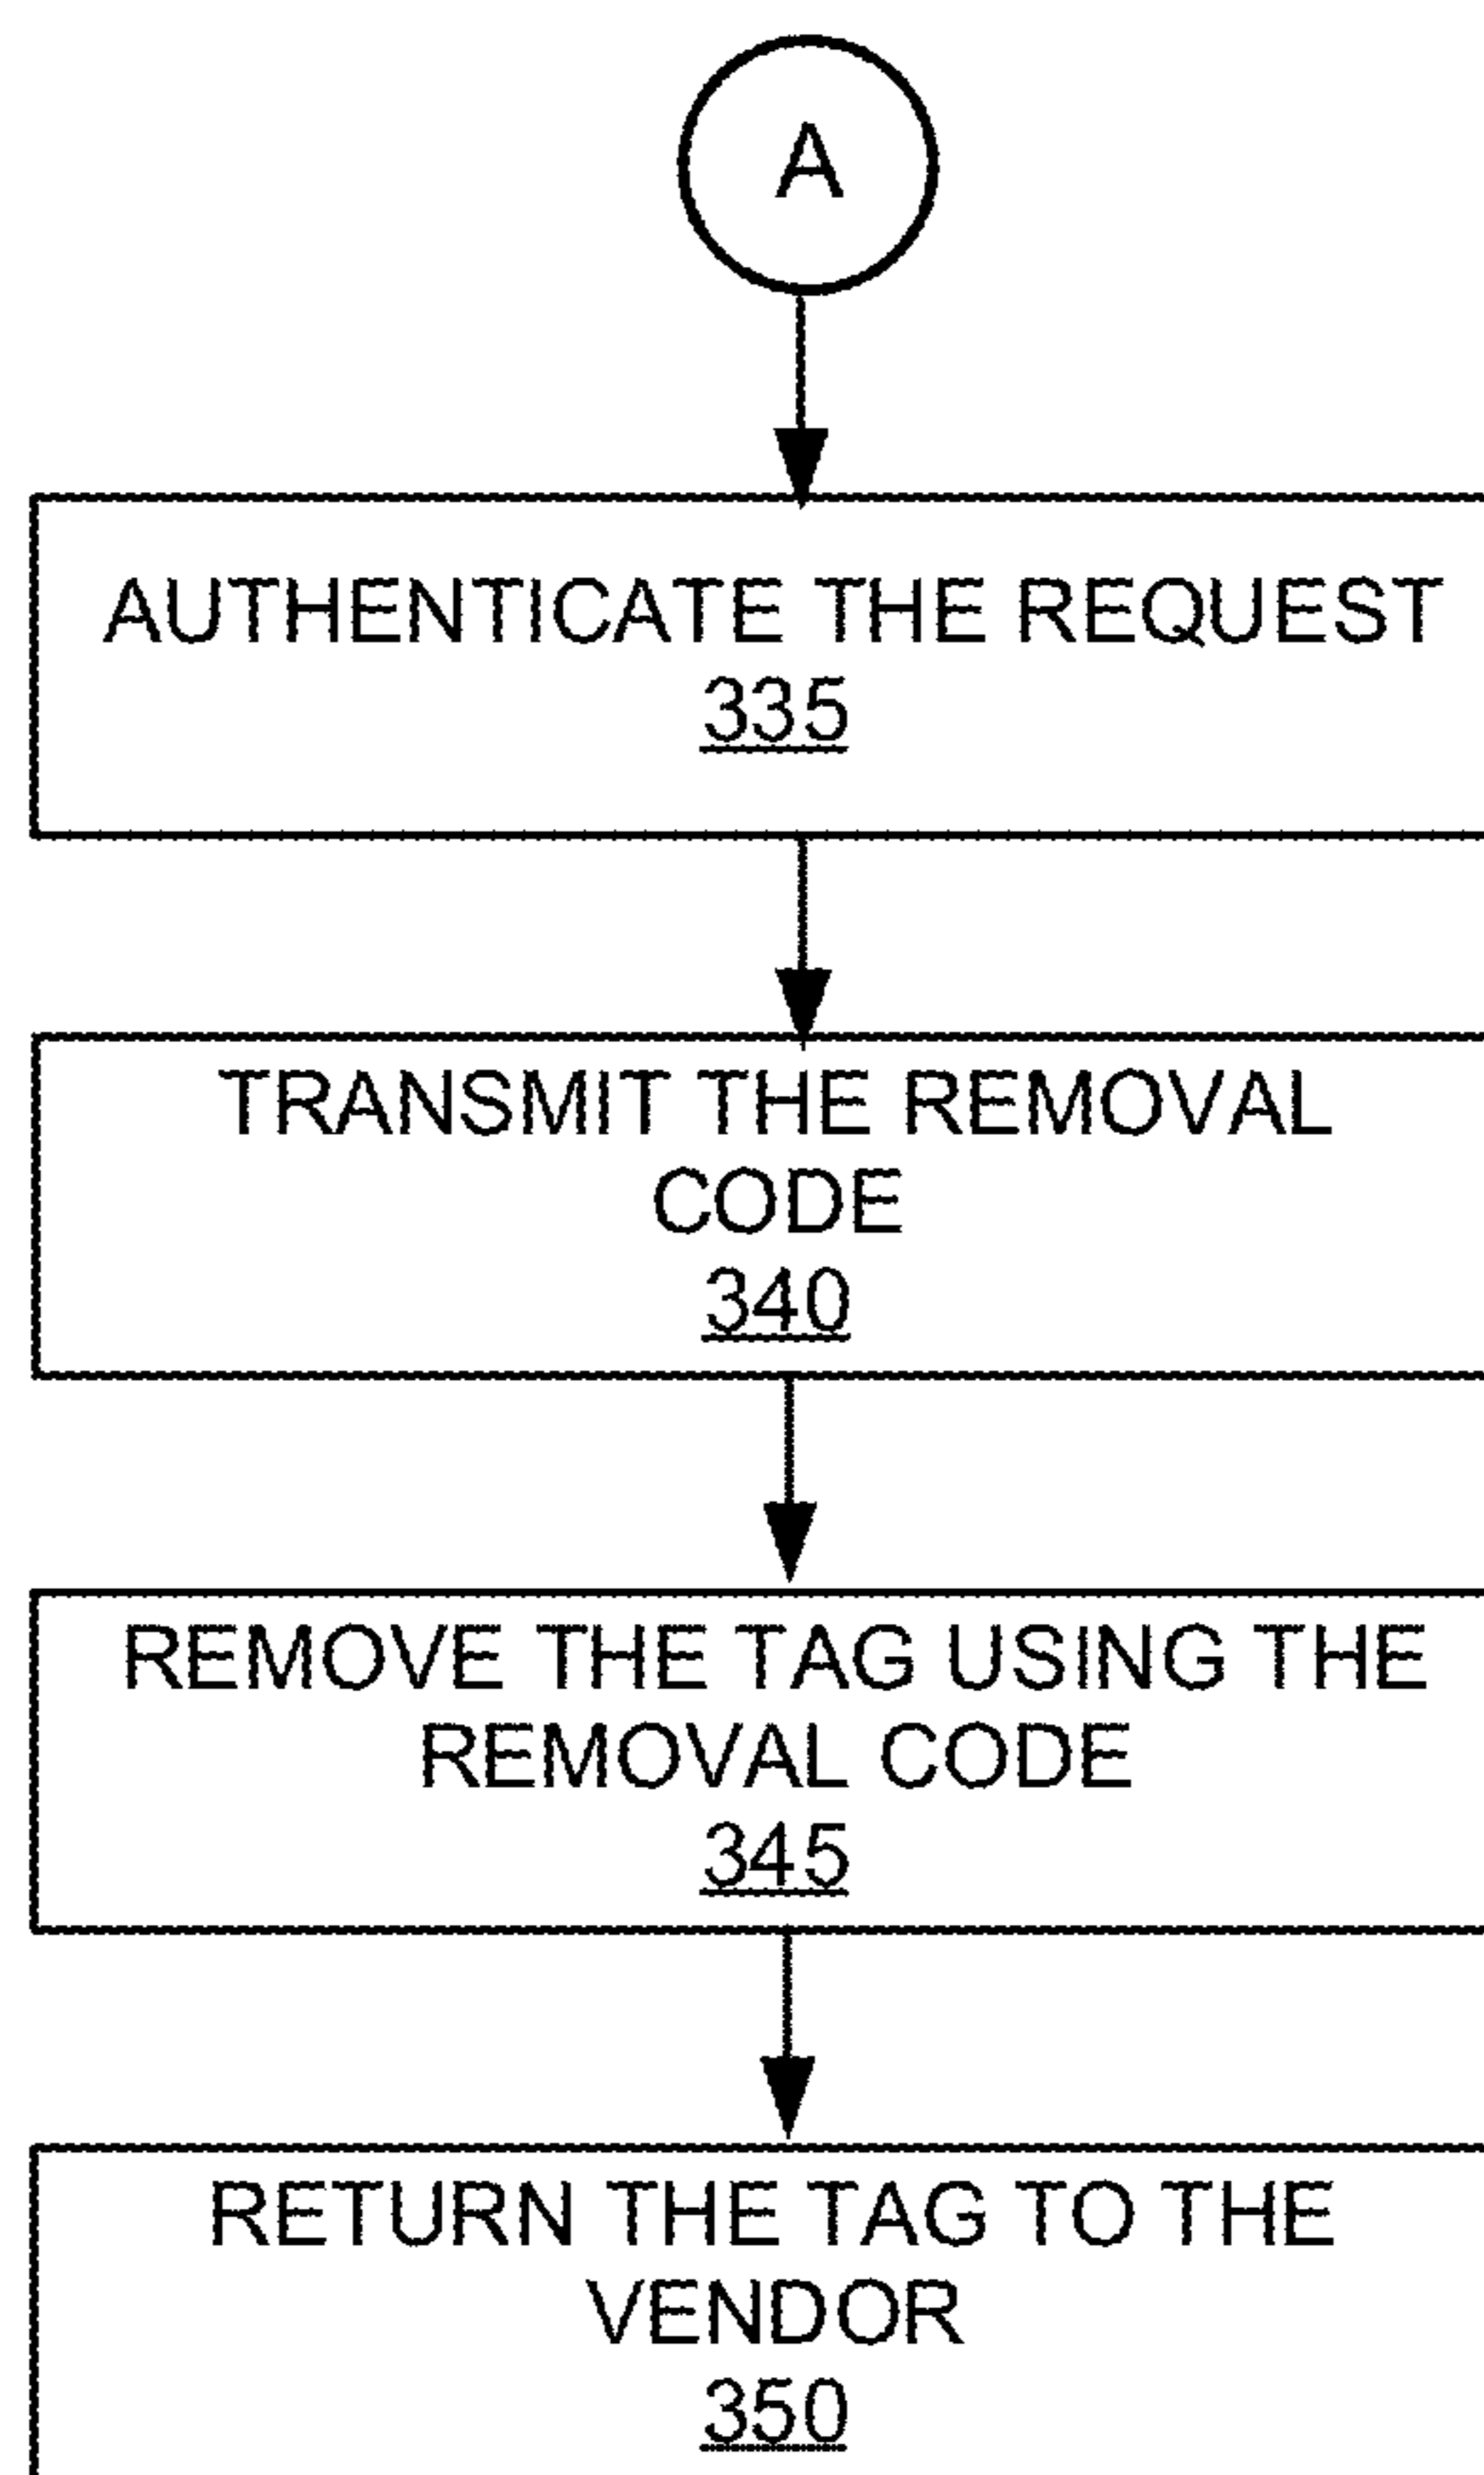 A
AUTHENTICATE THE REQUEST
335
TRANSMIT THE REMOVAL
CODE
340
REMOVE THE TAG USING THE
REMOVAL CODE
345
RETURN THE TAG TO THE
VENDOR
350